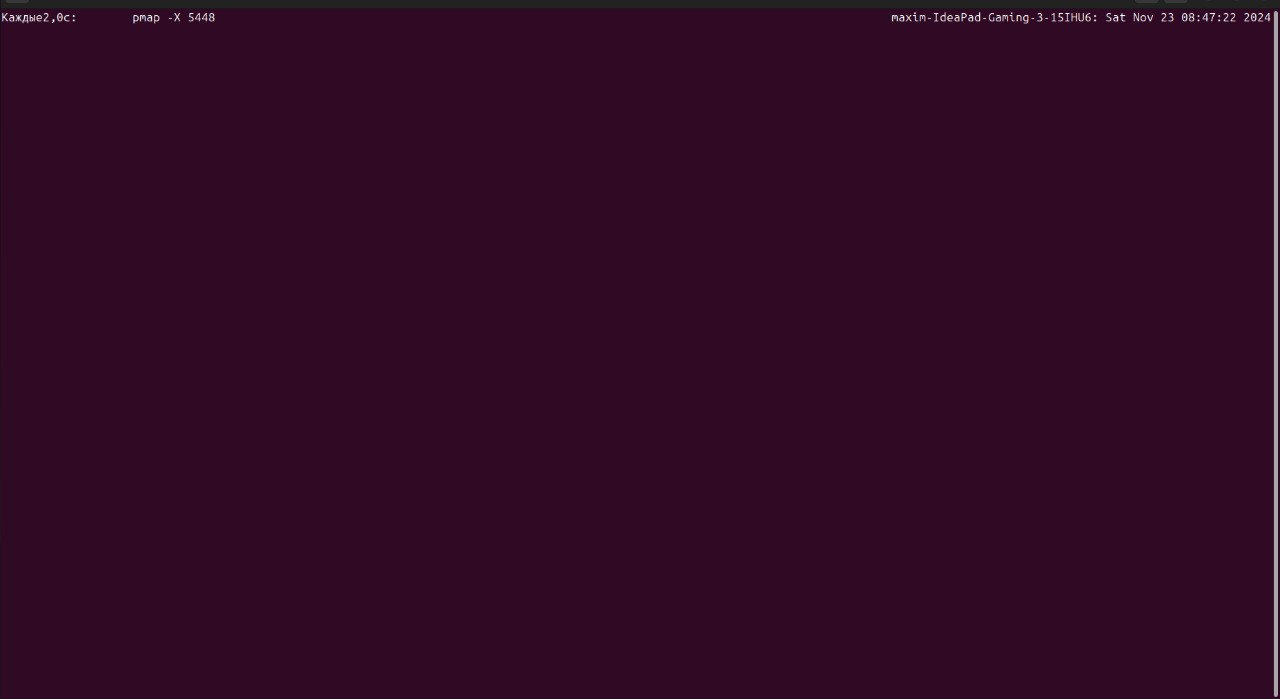 Каждые2,0с:        pmap -X 5448        maxim-IdeaPad-Gaming-3-15IHU6: Sat Nov 23 08:47:22 2024